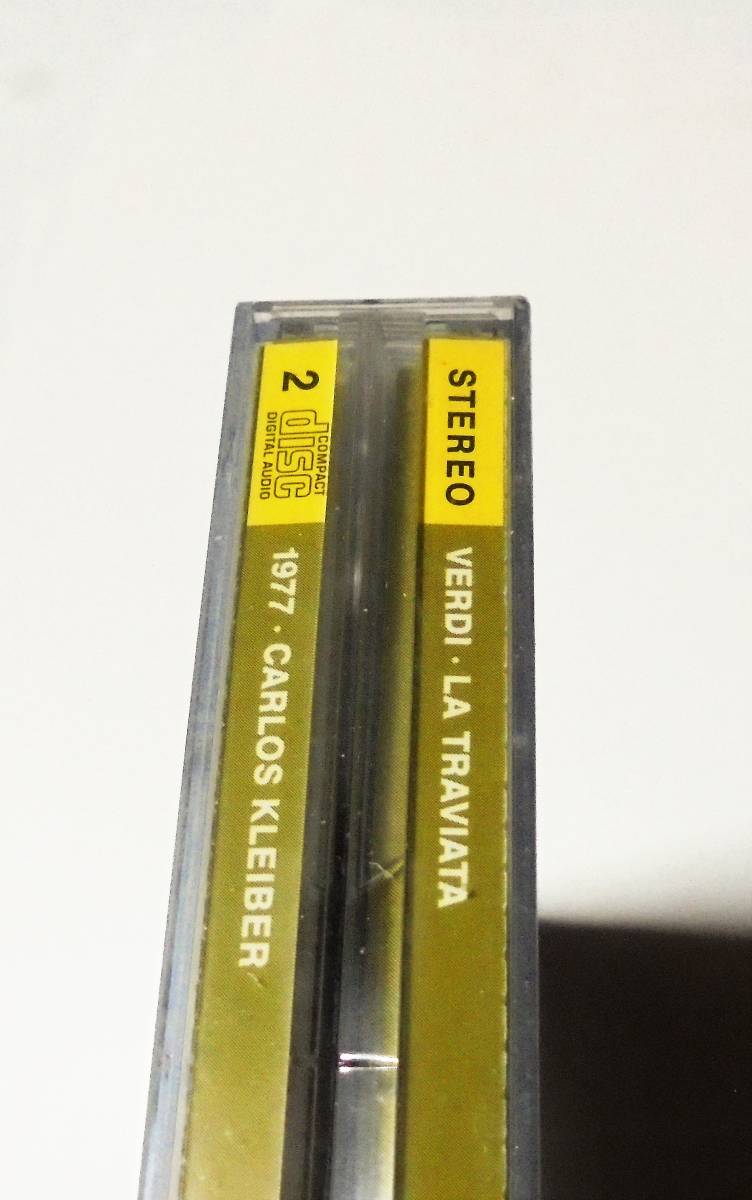 STEREO VERDI · LA TRAVIATA
2 COMPACT disc DIGITAL AUDIO 1977 · CARLOS KLEIBER